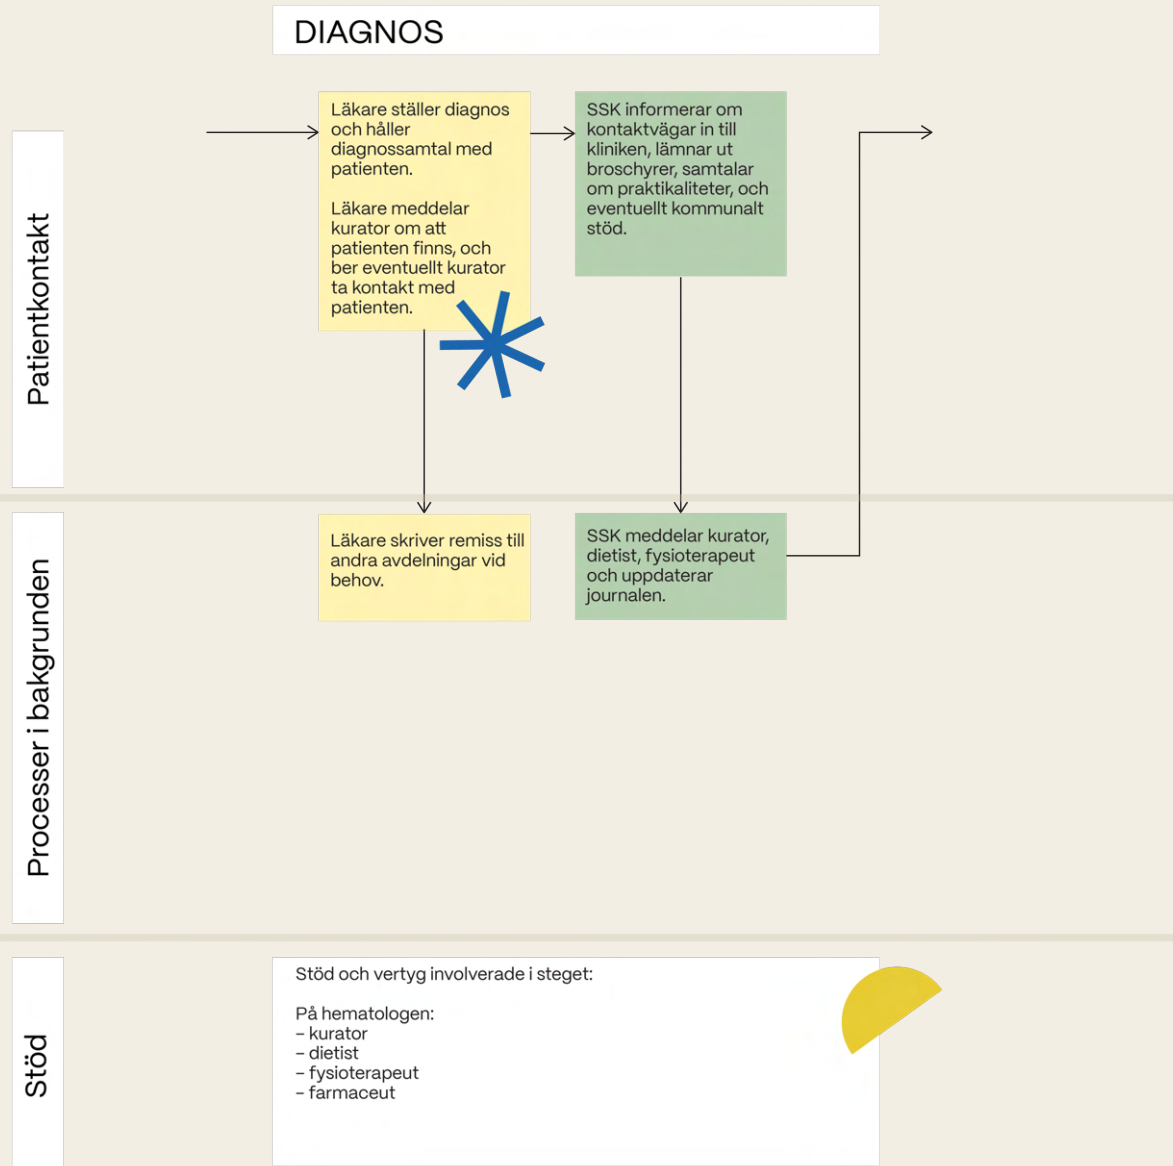 DIAGNOS
Patientkontakt
Läkare ställer diagnos
och håller
diagnossamtal med
patienten.
Läkare meddelar
kurator om att
patienten finns, och
ber eventuellt kurator
ta kontakt med
patienten.
SSK informerar om
kontaktvägar in till
kliniken, lämnar ut
broschyrer, samtalar
om praktikaliteter, och
eventuellt kommunalt
stöd.
Processer i bakgrunden
Läkare skriver remiss till
andra avdelningar vid
behov.
SSK meddelar kurator,
dietist, fysioterapeut
och uppdaterar
journalen.
Stöd
Stöd och vertyg involverade i steget:
På hematologen:
– kurator
– dietist
– fysioterapeut
– farmaceut